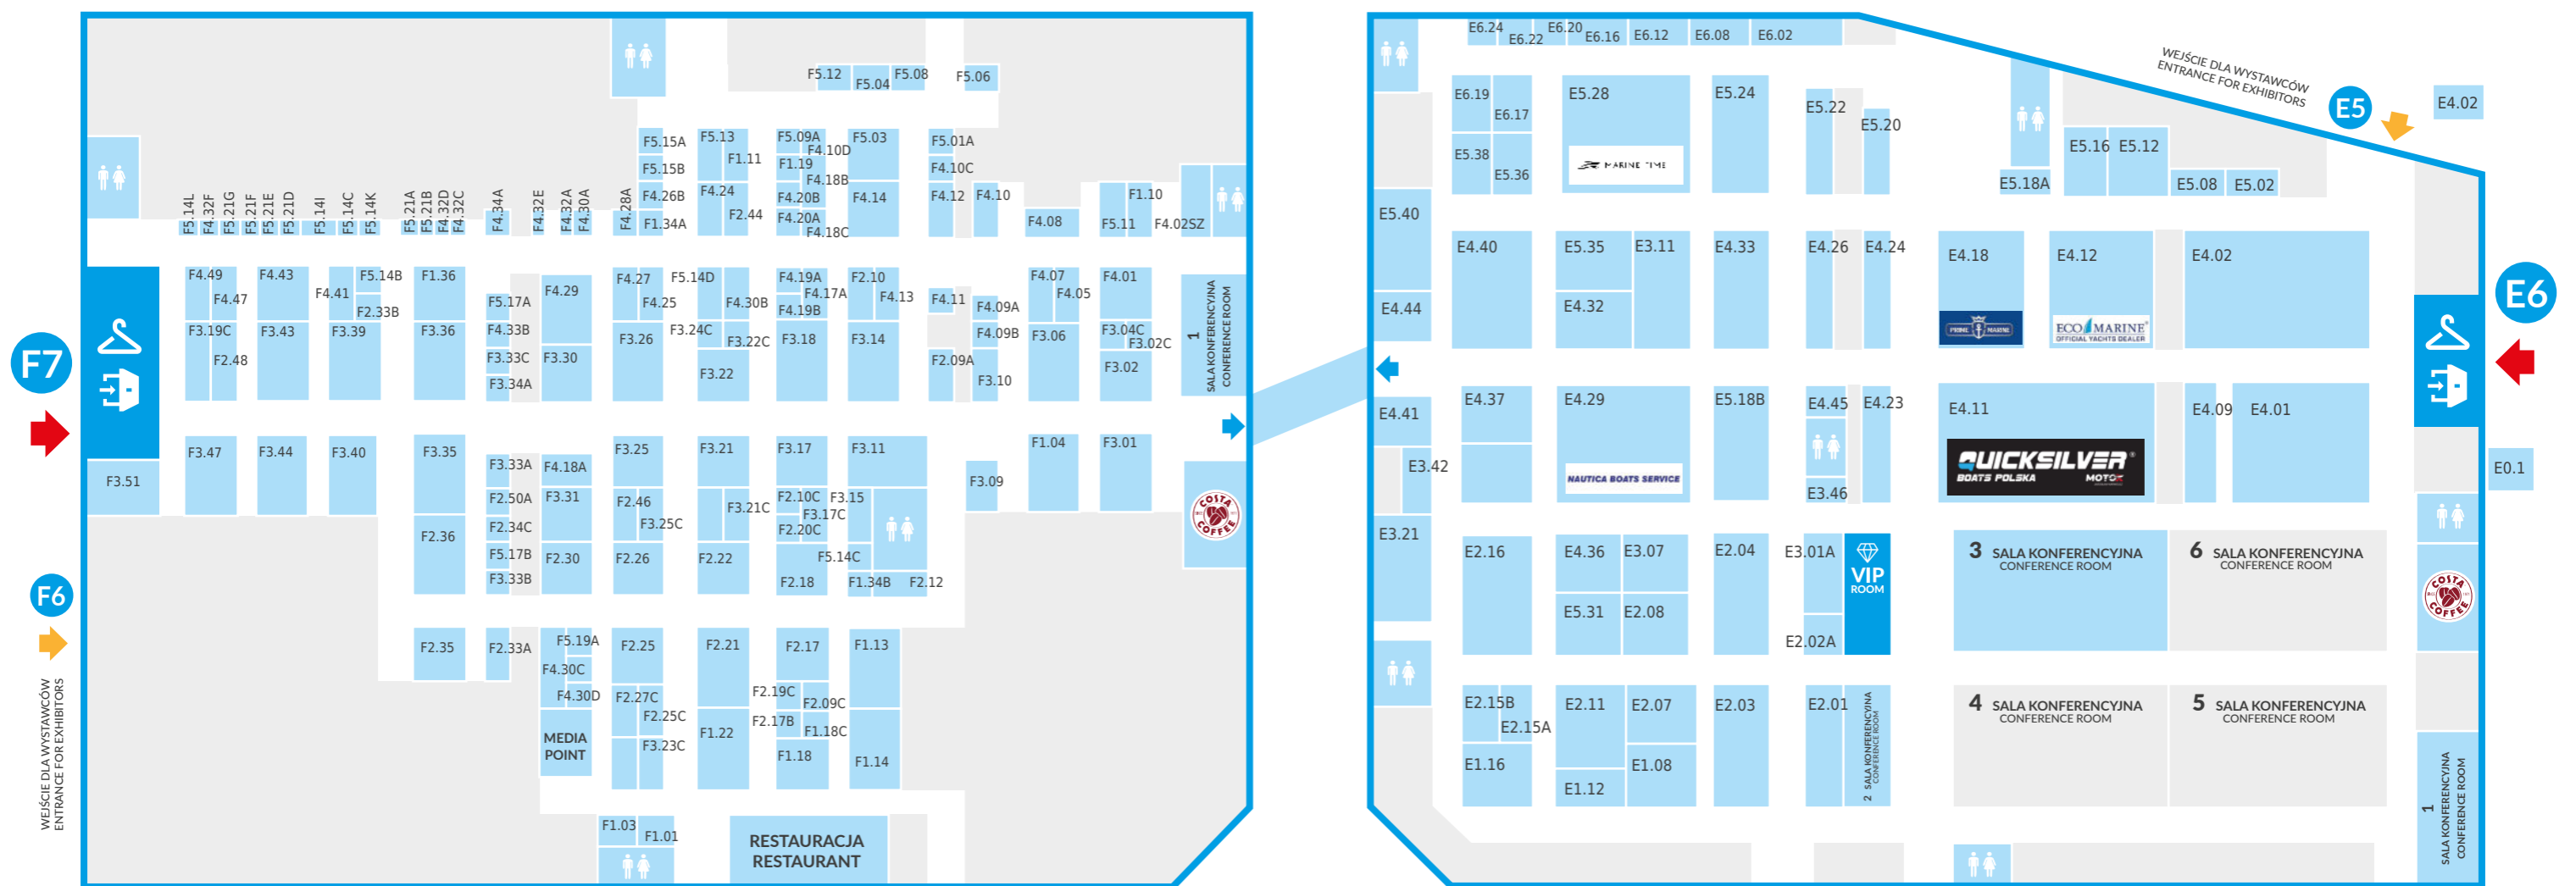 F5.12
F5.04
F5.08
F5.06
F5.15A
F5.15B
F4.26B
F1.34A
F5.13
F1.11
F4.24
F2.44
F5.09A
F4.10D
F1.19
F4.18B
F4.20B
F4.20A
F4.18C
F5.03
F4.14
F5.01A
F4.10C
F4.12
F4.10
F4.08
F1.10
F5.11
F4.02SZ
F5.14L
F4.32F
F5.21G
F5.21F
F5.21E
F5.21D
F5.14I
F5.14C
F5.14K
F5.21A
F5.21B
F4.32D
F4.32C
F4.34A
F4.32E
F4.32A
F4.30A
F4.28A
F4.49
F4.47
F3.19C
F2.48
F4.43
F3.43
F4.41
F5.14B
F2.33B
F3.39
F1.36
F3.36
F5.17A
F4.33B
F3.33C
F3.34A
F4.29
F3.30
F4.27
F4.25
F3.26
F5.14D
F4.30B
F3.24C
F3.22C
F3.22
F4.19A
F4.17A
F4.19B
F3.18
F2.10
F4.13
F3.14
F4.11
F4.09A
F4.09B
F2.09A
F3.10
F4.07
F4.05
F3.06
F4.01
F3.04C
F3.02C
F3.02
1
SALA KONFERENCYJNA
CONFERENCE ROOM
F7
F3.51
F3.47
F3.44
F3.40
F3.35
F2.36
F3.33A
F2.50A
F2.34C
F5.17B
F3.33B
F4.18A
F3.31
F2.30
F3.25
F2.46
F3.25C
F2.26
F3.21
F3.21C
F2.22
F3.17
F2.10C
F3.17C
F2.20C
F2.18
F3.11
F3.15
F5.14C
F1.34B
F2.12
F3.09
F1.04
F3.01
COSTA
COFFEE
F6
WEJŚCIE DLA WYSTAWCÓW
ENTRANCE FOR EXHIBITORS
F2.35
F2.33A
F5.19A
F4.30C
F4.30D
MEDIA
POINT
F2.25
F2.27C
F2.25C
F3.23C
F2.21
F1.22
F2.17
F2.19C
F2.09C
F2.17B
F1.18C
F1.18
F1.13
F1.14
F1.03
F1.01
RESTAURACJA
RESTAURANT
E6.24
E6.22
E6.20
E6.16
E6.12
E6.08
E6.02
E6.19
E6.17
E5.38
E5.36
E5.28
MARINE TIME
E5.24
E5.22
E5.20
E5.18A
E5.16
E5.12
E5.08
E5.02
WEJŚCIE DLA WYSTAWCÓW
ENTRANCE FOR EXHIBITORS
E5
E4.02
E5.40
E4.44
E4.40
E5.35
E3.11
E4.32
E4.33
E4.26
E4.24
E4.18
PRIME MARINE
E4.12
ECO MARINE
OFFICIAL YACHTS DEALER
E4.02
E6
E4.41
E3.42
E3.21
E4.37
E4.29
NAUTICA BOATS SERVICE
E5.18B
E4.45
E3.46
E4.23
E4.11
QUICKSILVER
BOATS POLSKA
E4.09
E4.01
E0.1
E2.16
E4.36
E3.07
E5.31
E2.08
E2.04
E3.01A
E2.02A
VIP
ROOM
3 SALA KONFERENCYJNA
CONFERENCE ROOM
6 SALA KONFERENCYJNA
CONFERENCE ROOM
COSTA
COFFEE
E2.15B
E2.15A
E1.16
E2.11
E1.12
E2.07
E1.08
E2.03
E2.01
2 SALA KONFERENCYJNA
CONFERENCE ROOM
4 SALA KONFERENCYJNA
CONFERENCE ROOM
5 SALA KONFERENCYJNA
CONFERENCE ROOM
1
SALA KONFERENCYJNA
CONFERENCE ROOM